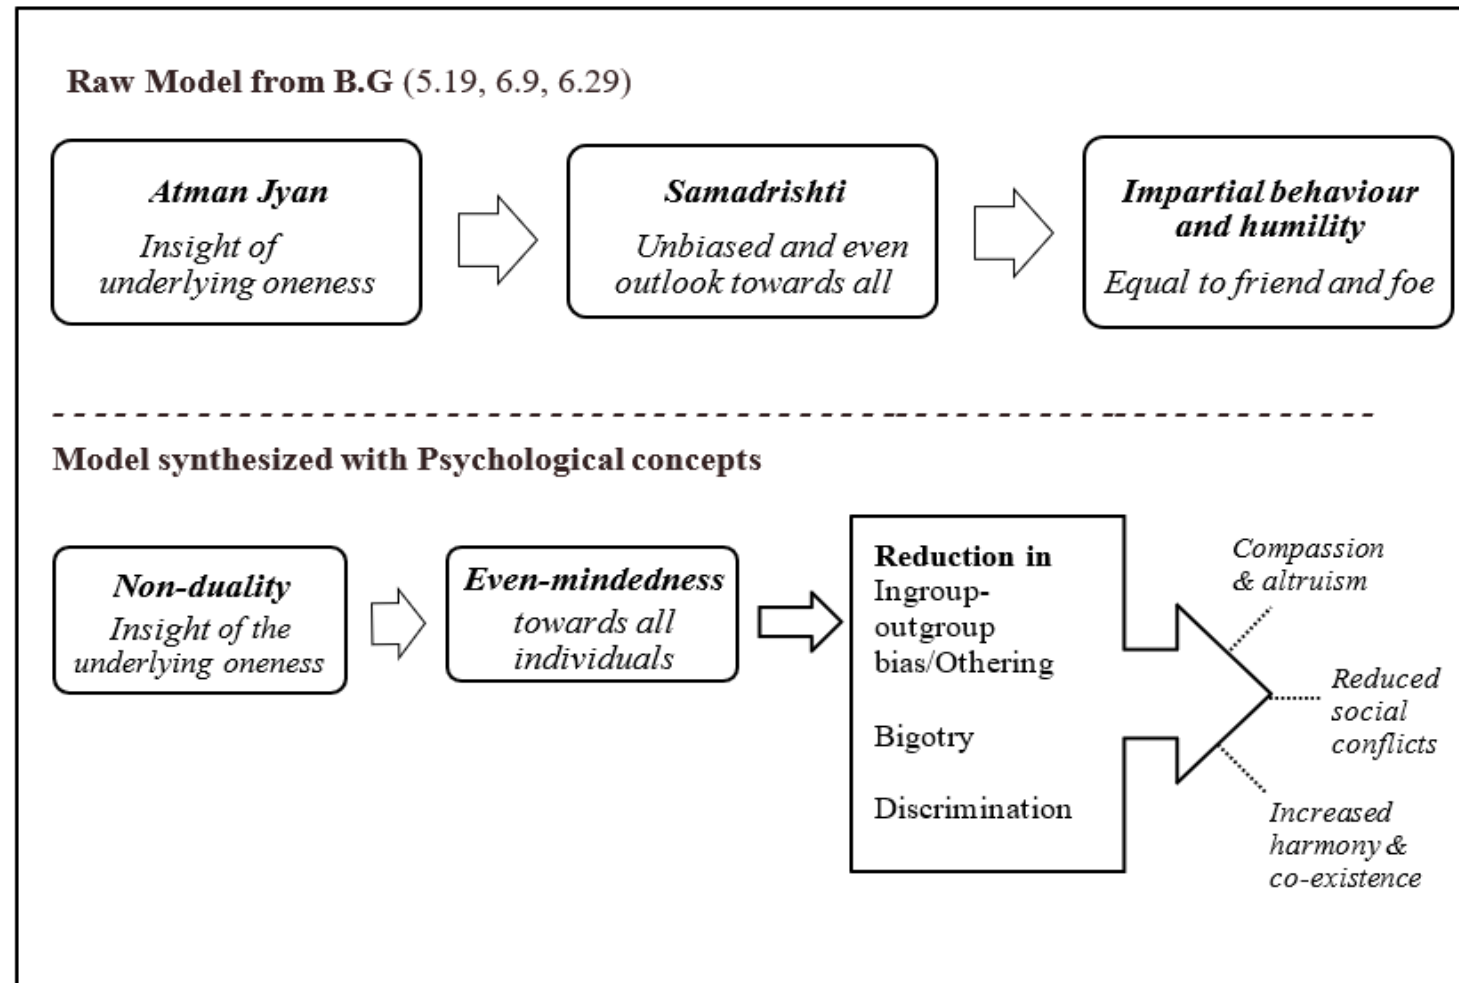 Raw Model from B.G (5.19, 6.9, 6.29)
Atman Jyan
Insight of
underlying oneness
Samadrishti
Unbiased and even
outlook towards all
Impartial behaviour
and humility
Equal to friend and foe
Model synthesized with Psychological concepts
Non-duality
Insight of the
underlying oneness
Even-mindedness
towards all
individuals
Reduction in
Ingroup-
outgroup
bias/Othering
Bigotry
Discrimination
Compassion
& altruism
Reduced
social
conflicts
Increased
harmony &
co-existence